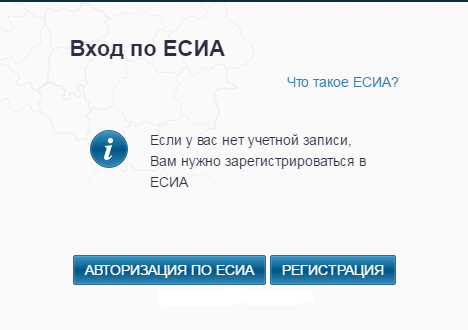 Вход по ЕСИА
Что такое ЕСИА?
Если у вас нет учетной записи,
Вам нужно зарегистрироваться в
ЕСИА
АВТОРИЗАЦИЯ ПО ЕСИА
РЕГИСТРАЦИЯ